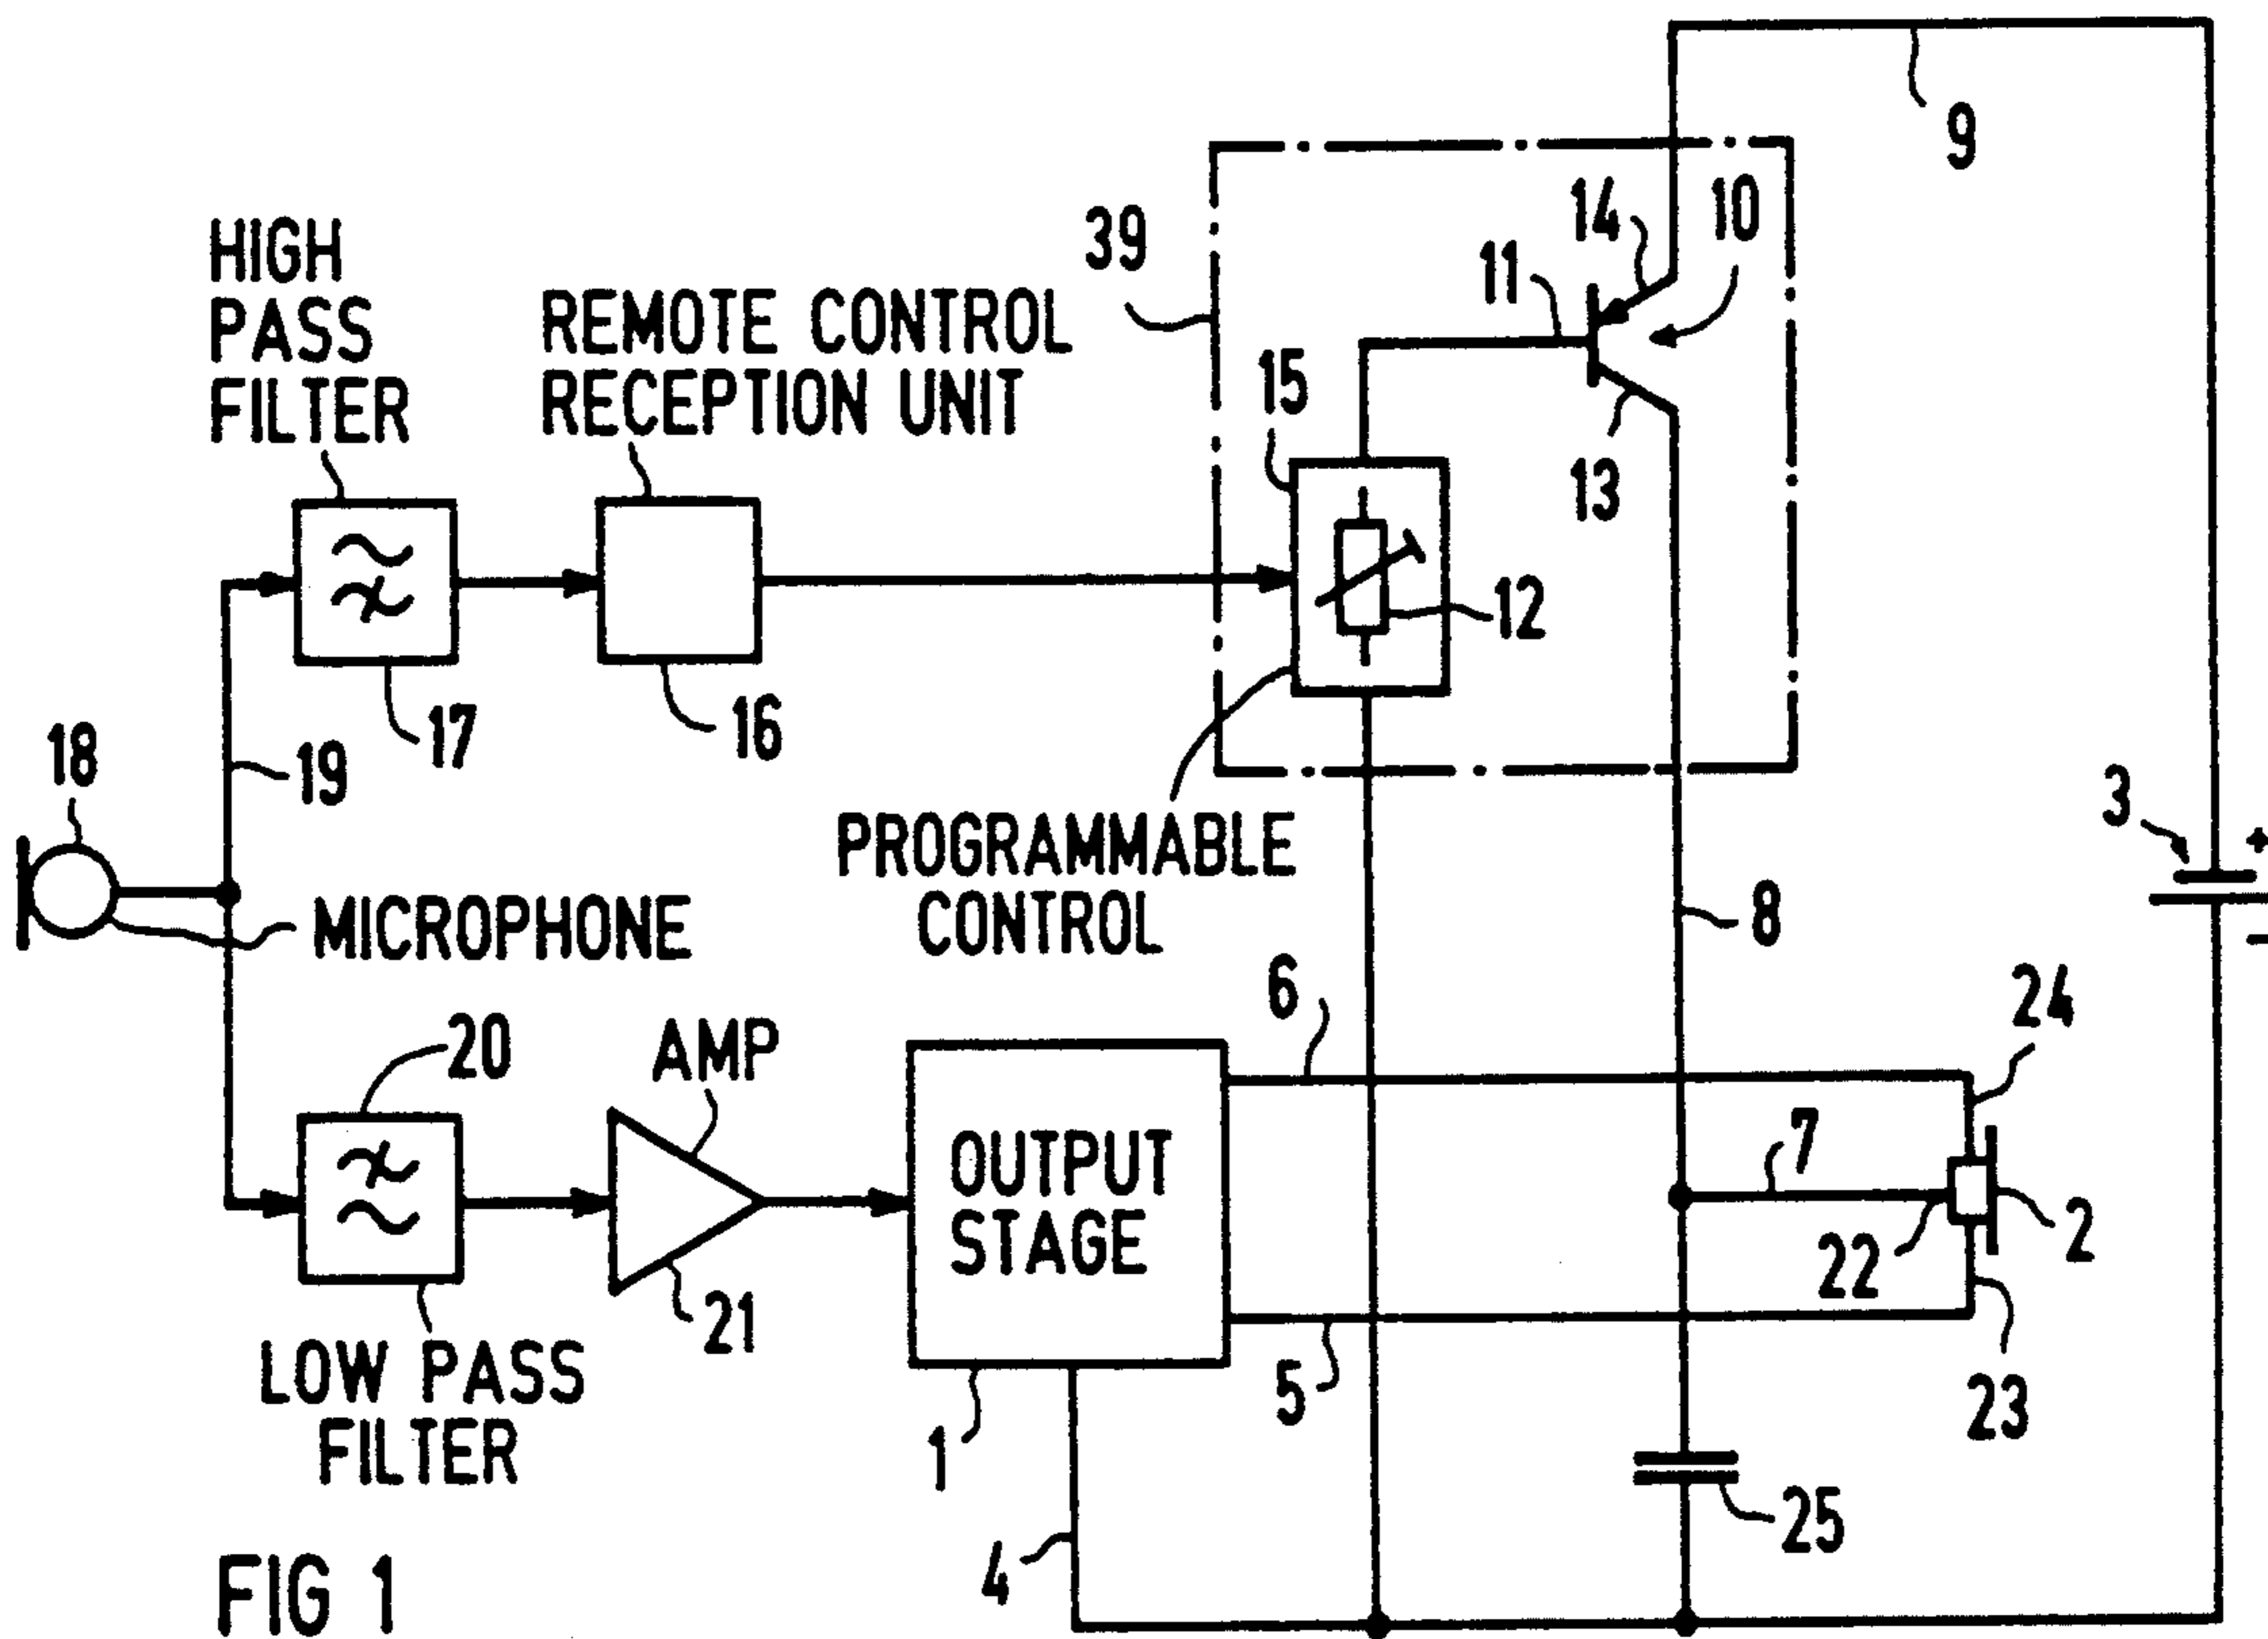 9
39
14
10
11
HIGH
PASS
FILTER
REMOTE CONTROL
RECEPTION UNIT
15
13
12
17
16
18
19
3
+
-
PROGRAMMABLE
CONTROL
MICROPHONE
8
6
24
20
AMP
7
OUTPUT
STAGE
22
2
21
LOW PASS
FILTER
5
23
1
25
4
FIG 1